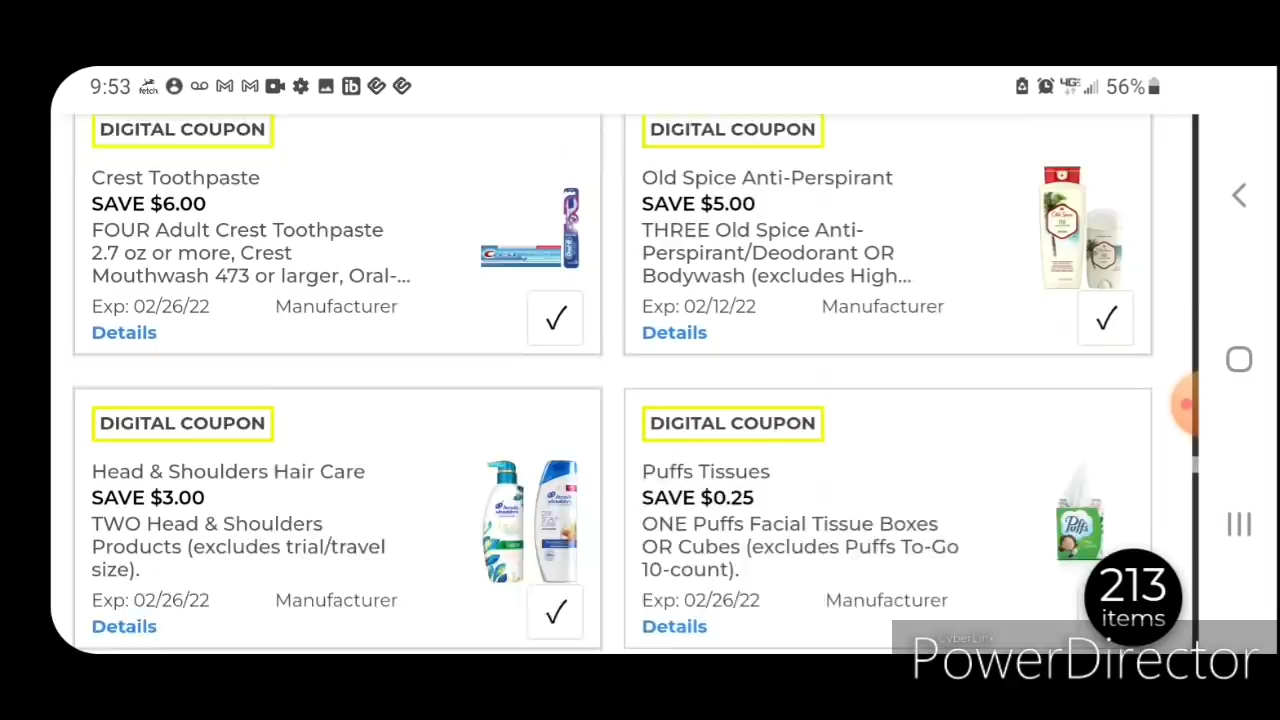 9:53 fetch 56%
DIGITAL COUPON
Crest Toothpaste
SAVE $6.00
FOUR Adult Crest Toothpaste
2.7 oz or more, Crest
Mouthwash 473 or larger, Oral-...
Exp: 02/26/22 Manufacturer
Details
DIGITAL COUPON
Old Spice Anti-Perspirant
SAVE $5.00
THREE Old Spice Anti-
Perspirant/Deodorant OR
Bodywash (excludes High...
Exp: 02/12/22 Manufacturer
Details
DIGITAL COUPON
Head & Shoulders Hair Care
SAVE $3.00
TWO Head & Shoulders
Products (excludes trial/travel
size).
Exp: 02/26/22 Manufacturer
Details
DIGITAL COUPON
Puffs Tissues
SAVE $0.25
ONE Puffs Facial Tissue Boxes
OR Cubes (excludes Puffs To-Go
10-count).
Exp: 02/26/22 Manufacturer
Details
Puffs
213
items
CyberLink
PowerDirector